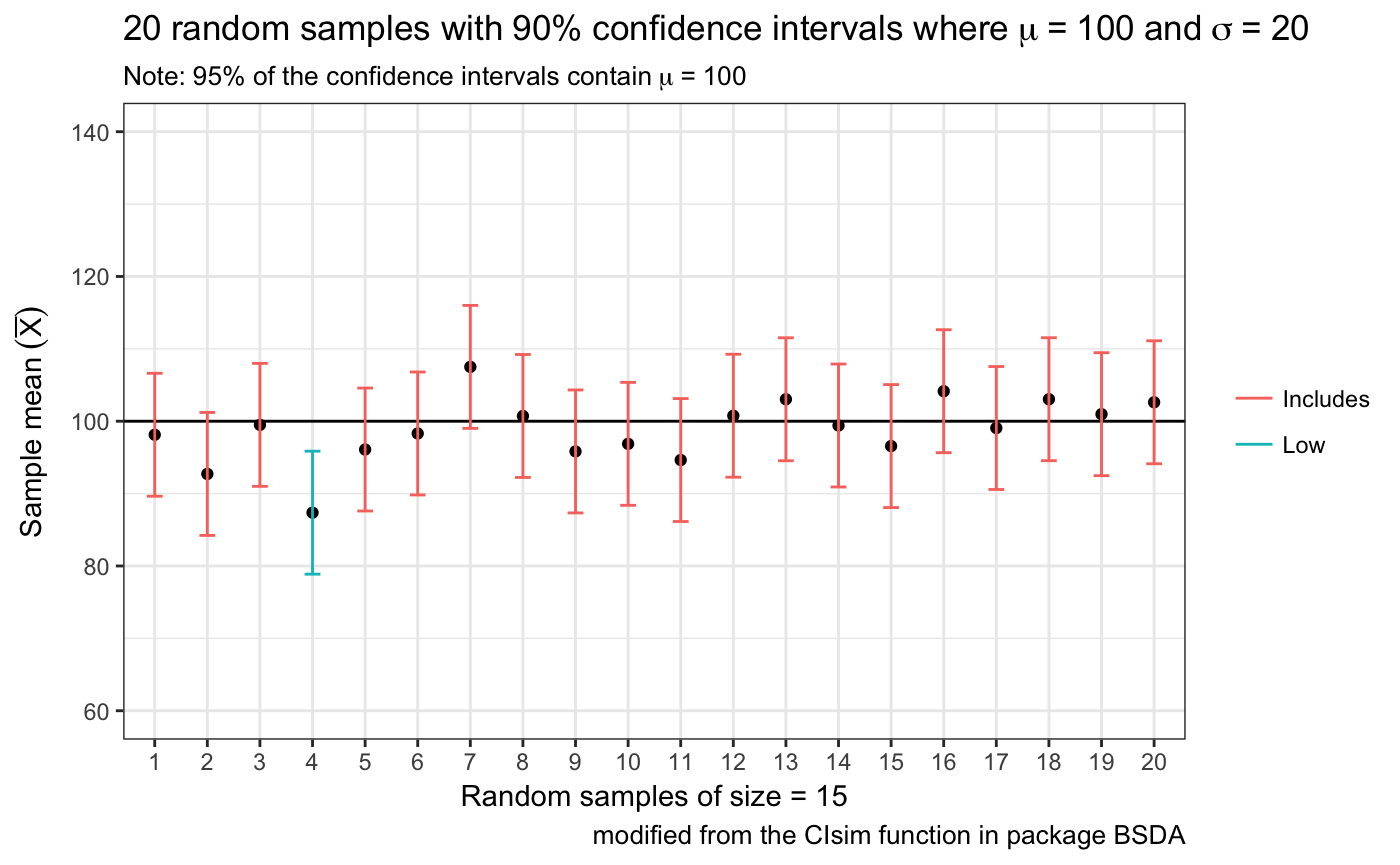 20 random samples with 90% confidence intervals where μ = 100 and σ = 20
Note: 95% of the confidence intervals contain μ = 100
140
120
100
80
60
Sample mean (X̅)
1 2 3 4 5 6 7 8 9 10 11 12 13 14 15 16 17 18 19 20
Random samples of size = 15
modified from the CIsim function in package BSDA
Includes
Low